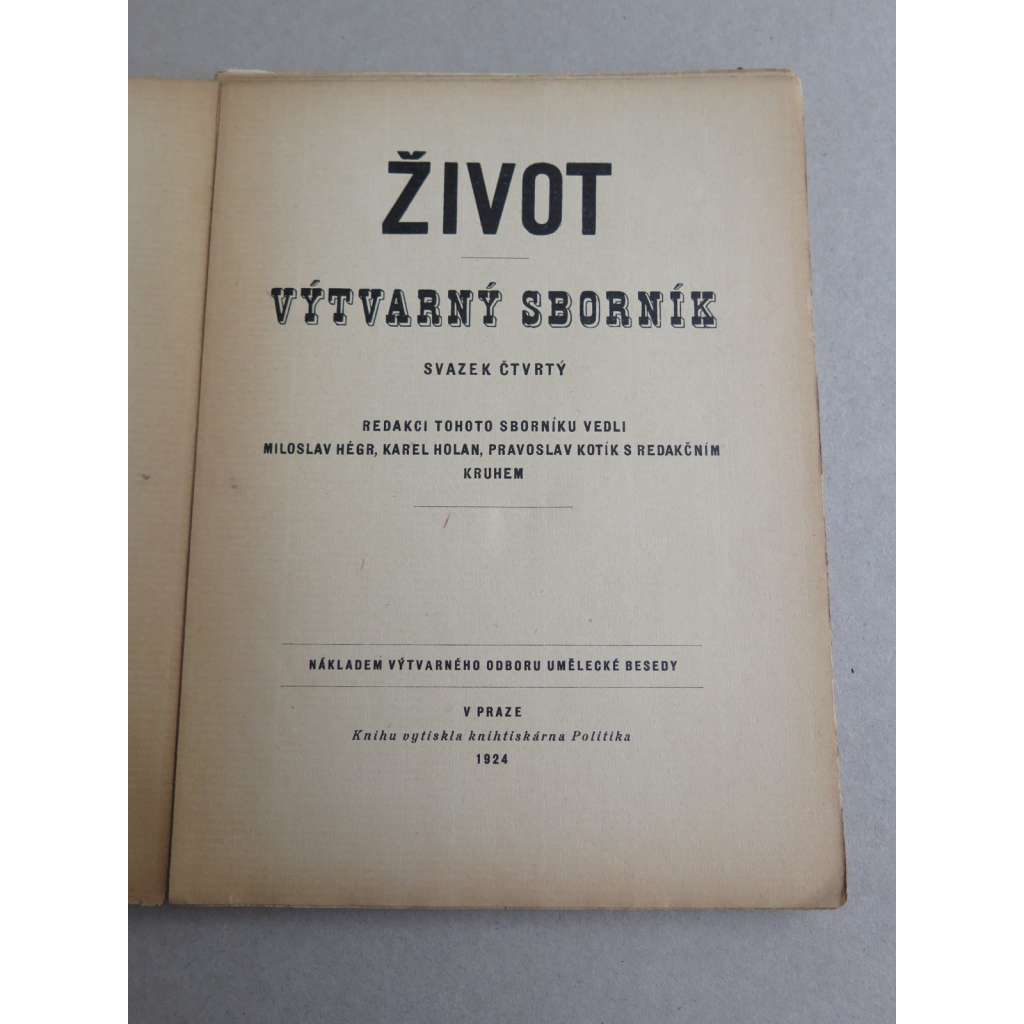 ŽIVOT
VÝTVARNÝ SBORNÍK
SVAZEK ČTVRTÝ
REDAKCI TOHOTO SBORNÍKU VEDLI
MILOSLAV HÉGR, KAREL HOLAN, PRAVOSLAV KOTÍK S REDAKČNÍM
KRUHEM
NÁKLADEM VÝTVARNÉHO ODBORU UMĚLECKÉ BESEDY
V PRAZE
Knihu vytiskla knihtiskárna Politika
1924